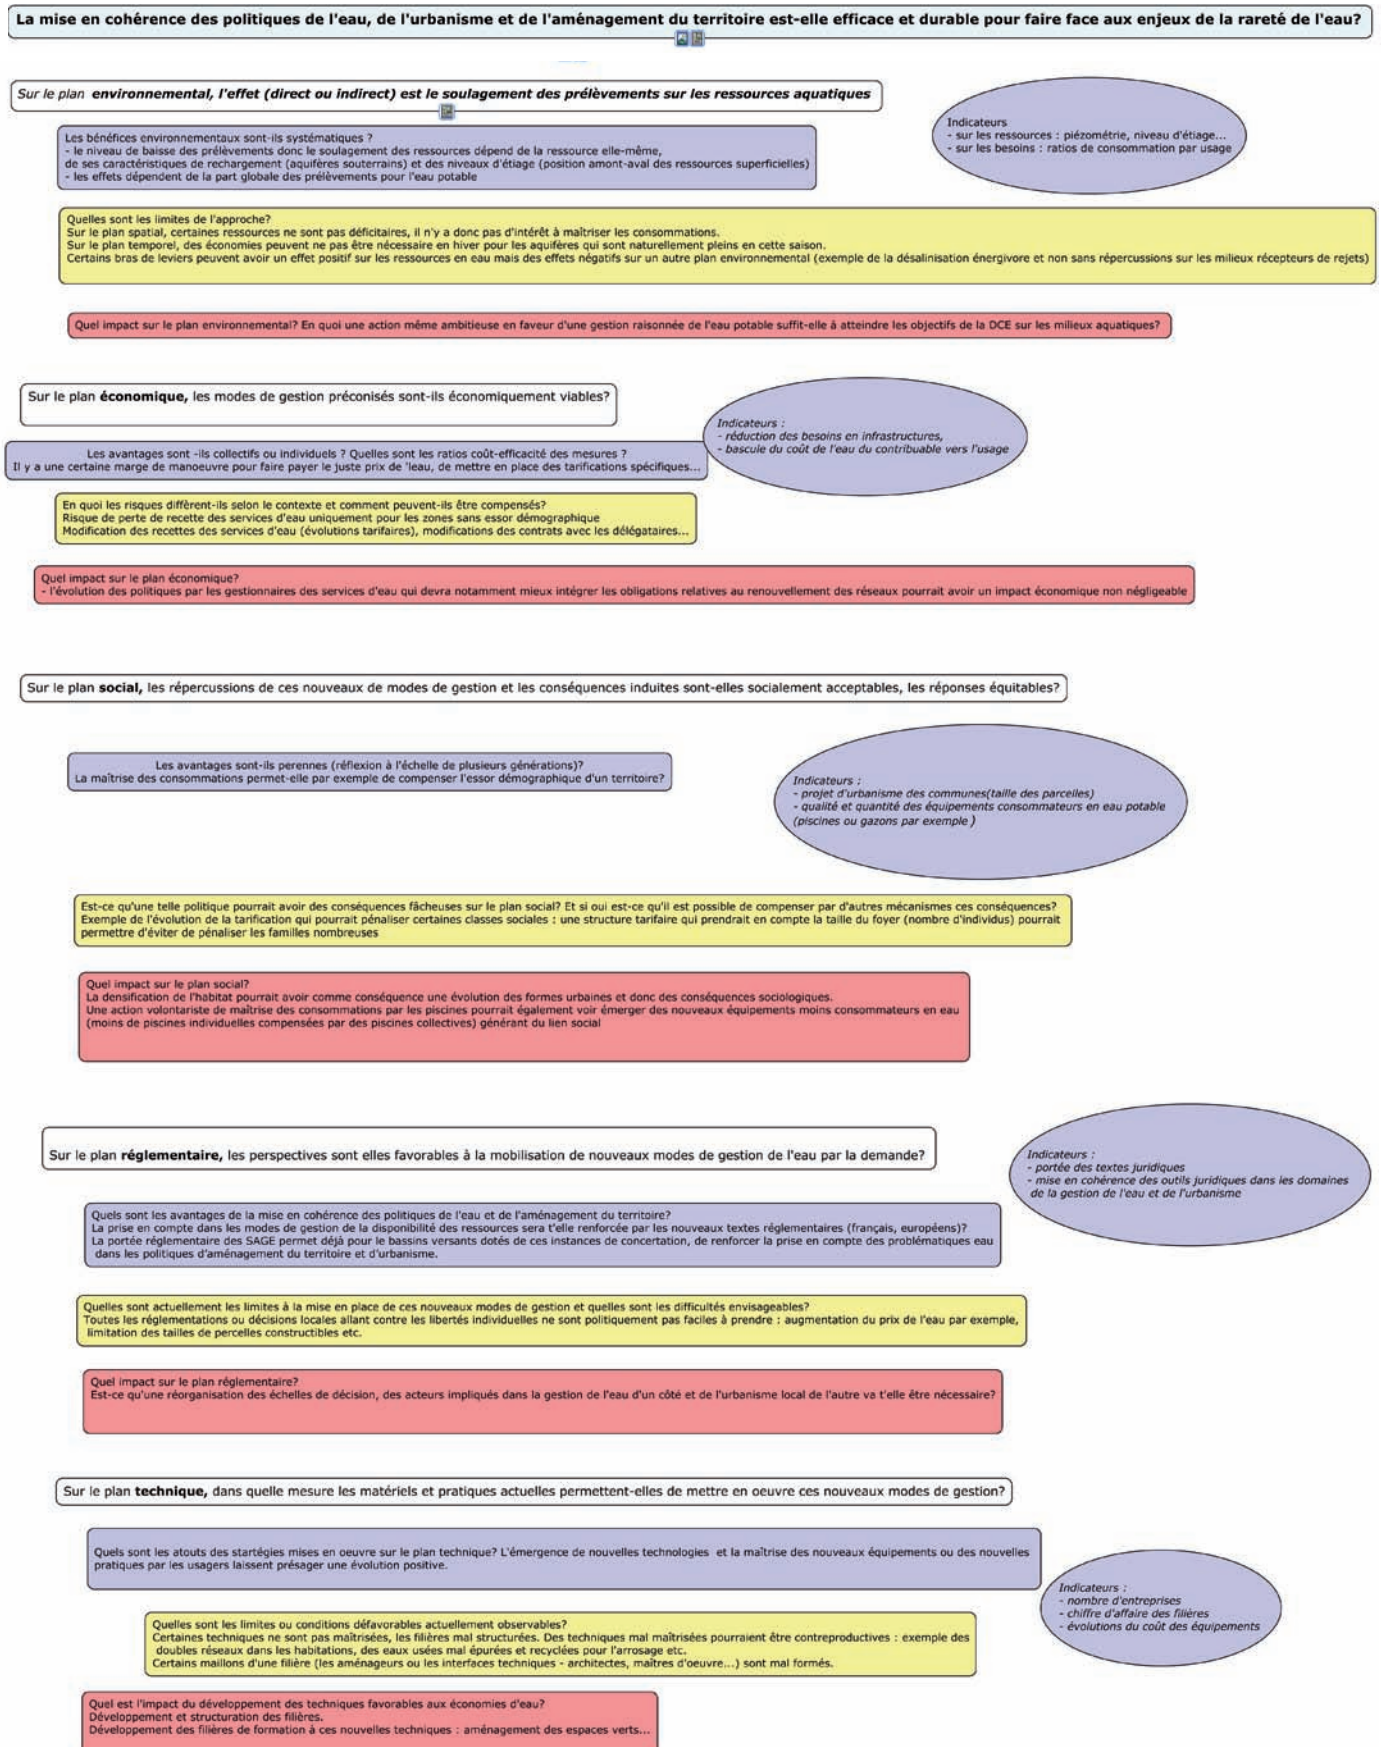 La mise en cohérence des politiques de l'eau, de l'urbanisme et de l'aménagement du territoire est-elle efficace et durable pour faire face aux enjeux de la rareté de l'eau?
Sur le plan environnemental, l'effet (direct ou indirect) est le soulagement des prélèvements sur les ressources aquatiques
Indicateurs
- sur les ressources : piézométrie, niveau d'étiage...
- sur les besoins : ratios de consommation par usage
Les bénéfices environnementaux sont-ils systématiques ?
- le niveau de baisse des prélèvements donc le soulagement des ressources dépend de la ressource elle-même,
de ses caractéristiques de rechargement (aquifères souterrains) et des niveaux d'étiage (position amont-aval des ressources superficielles)
- les effets dépendent de la part globale des prélèvements pour l'eau potable
Quelles sont les limites de l'approche?
Sur le plan spatial, certaines ressources ne sont pas déficitaires, il n'y a donc pas d'intérêt à maîtriser les consommations.
Sur le plan temporel, des économies peuvent ne pas être nécessaire en hiver pour les aquifères qui sont naturellement pleins en cette saison.
Certains bras de leviers peuvent avoir un effet positif sur les ressources en eau mais des effets négatifs sur un autre plan environnemental (exemple de la désalinisation énergivore et non sans répercussions sur les milieux récepteurs de rejets)
Quel impact sur le plan environnemental? En quoi une action même ambitieuse en faveur d'une gestion raisonnée de l'eau potable suffit-elle à atteindre les objectifs de la DCE sur les milieux aquatiques?
Sur le plan économique, les modes de gestion préconisés sont-ils économiquement viables?
Indicateurs :
- réduction des besoins en infrastructures,
- bascule du coût de l'eau du contribuable vers l'usage
Les avantages sont -ils collectifs ou individuels ? Quelles sont les ratios coût-efficacité des mesures ?
Il y a une certaine marge de manoeuvre pour faire payer le juste prix de 'leau, de mettre en place des tarifications spécifiques...
En quoi les risques diffèrent-ils selon le contexte et comment peuvent-ils être compensés?
Risque de perte de recette des services d'eau uniquement pour les zones sans essor démographique
Modification des recettes des services d'eau (évolutions tarifaires), modifications des contrats avec les délégataires...
Quel impact sur le plan économique?
- l'évolution des politiques par les gestionnaires des services d'eau qui devra notamment mieux intégrer les obligations relatives au renouvellement des réseaux pourrait avoir un impact économique non négligeable
Sur le plan social, les répercussions de ces nouveaux de modes de gestion et les conséquences induites sont-elles socialement acceptables, les réponses équitables?
Les avantages sont-ils perennes (réflexion à l'échelle de plusieurs générations)?
La maîtrise des consommations permet-elle par exemple de compenser l'essor démographique d'un territoire?
Indicateurs :
- projet d'urbanisme des communes(taille des parcelles)
- qualité et quantité des équipements consommateurs en eau potable
(piscines ou gazons par exemple )
Est-ce qu'une telle politique pourrait avoir des conséquences fâcheuses sur le plan social? Et si oui est-ce qu'il est possible de compenser par d'autres mécanismes ces conséquences?
Exemple de l'évolution de la tarification qui pourrait pénaliser certaines classes sociales : une structure tarifaire qui prendrait en compte la taille du foyer (nombre d'individus) pourrait
permettre d'éviter de pénaliser les familles nombreuses
Quel impact sur le plan social?
La densification de l'habitat pourrait avoir comme conséquence une évolution des formes urbaines et donc des conséquences sociologiques.
Une action volontariste de maîtrise des consommations par les piscines pourrait également voir émerger des nouveaux équipements moins consommateurs en eau
(moins de piscines individuelles compensées par des piscines collectives) générant du lien social
Sur le plan réglementaire, les perspectives sont elles favorables à la mobilisation de nouveaux modes de gestion de l'eau par la demande?
Indicateurs :
- portée des textes juridiques
- mise en cohérence des outils juridiques dans les domaines
de la gestion de l'eau et de l'urbanisme
Quels sont les avantages de la mise en cohérence des politiques de l'eau et de l'aménagement du territoire?
La prise en compte dans les modes de gestion de la disponibilité des ressources sera t'elle renforcée par les nouveaux textes réglementaires (français, européens)?
La portée réglementaire des SAGE permet déjà pour le bassins versants dotés de ces instances de concertation, de renforcer la prise en compte des problématiques eau
dans les politiques d'aménagement du territoire et d'urbanisme.
Quelles sont actuellement les limites à la mise en place de ces nouveaux modes de gestion et quelles sont les difficultés envisageables?
Toutes les réglementations ou décisions locales allant contre les libertés individuelles ne sont politiquement pas faciles à prendre : augmentation du prix de l'eau par exemple,
limitation des tailles de percelles constructibles etc.
Quel impact sur le plan réglementaire?
Est-ce qu'une réorganisation des échelles de décision, des acteurs impliqués dans la gestion de l'eau d'un côté et de l'urbanisme local de l'autre va t'elle être nécessaire?
Sur le plan technique, dans quelle mesure les matériels et pratiques actuelles permettent-elles de mettre en oeuvre ces nouveaux modes de gestion?
Quels sont les atouts des startégies mises en oeuvre sur le plan technique? L'émergence de nouvelles technologies et la maîtrise des nouveaux équipements ou des nouvelles
pratiques par les usagers laissent présager une évolution positive.
Indicateurs :
- nombre d'entreprises
- chiffre d'affaire des filières
- évolutions du coût des équipements
Quelles sont les limites ou conditions défavorables actuellement observables?
Certaines techniques ne sont pas maîtrisées, les filières mal structurées. Des techniques mal maîtrisées pourraient être contreproductives : exemple des
doubles réseaux dans les habitations, des eaux usées mal épurées et recyclées pour l'arrosage etc.
Certains maillons d'une filière (les aménageurs ou les interfaces techniques - architectes, maîtres d'oeuvre...) sont mal formés.
Quel est l'impact du développement des techniques favorables aux économies d'eau?
Développement et structuration des filières.
Développement des filières de formation à ces nouvelles techniques : aménagement des espaces verts...